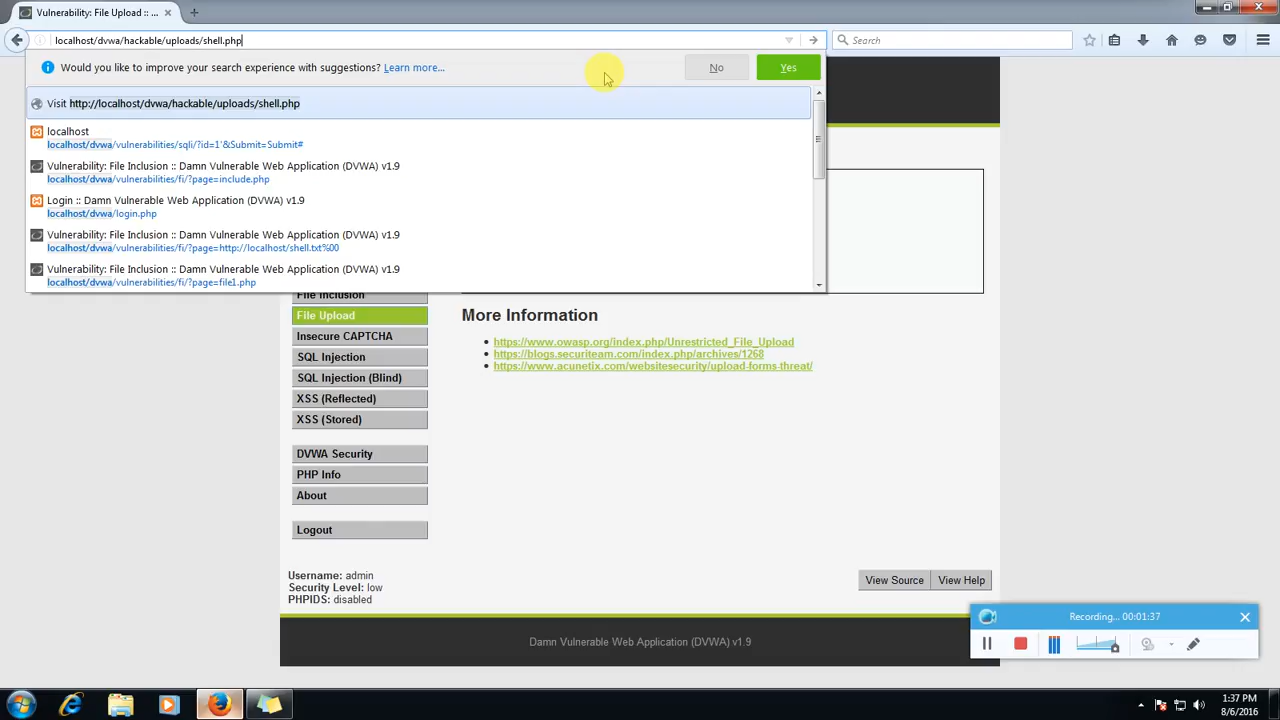 Vulnerability: File Upload :: ...
localhost/dvwa/hackable/uploads/shell.php
Search
Would you like to improve your search experience with suggestions? Learn more...
No
Yes
Visit http://localhost/dvwa/hackable/uploads/shell.php
localhost
localhost/dvwa/vulnerabilities/sqli/?id=1'&Submit=Submit#
Vulnerability: File Inclusion :: Damn Vulnerable Web Application (DVWA) v1.9
localhost/dvwa/vulnerabilities/fi/?page=include.php
Login :: Damn Vulnerable Web Application (DVWA) v1.9
localhost/dvwa/login.php
Vulnerability: File Inclusion :: Damn Vulnerable Web Application (DVWA) v1.9
localhost/dvwa/vulnerabilities/fi/?page=http://localhost/shell.txt%00
Vulnerability: File Inclusion :: Damn Vulnerable Web Application (DVWA) v1.9
localhost/dvwa/vulnerabilities/fi/?page=file1.php
File Inclusion
File Upload
Insecure CAPTCHA
SQL Injection
SQL Injection (Blind)
XSS (Reflected)
XSS (Stored)
DVWA Security
PHP Info
About
Logout
More Information
https://www.owasp.org/index.php/Unrestricted_File_Upload
https://blogs.securiteam.com/index.php/archives/1268
https://www.acunetix.com/websitesecurity/upload-forms-threat/
Username: admin
Security Level: low
PHPIDS: disabled
View Source
View Help
Damn Vulnerable Web Application (DVWA) v1.9
Recording... 00:01:37
1:37 PM
8/6/2016